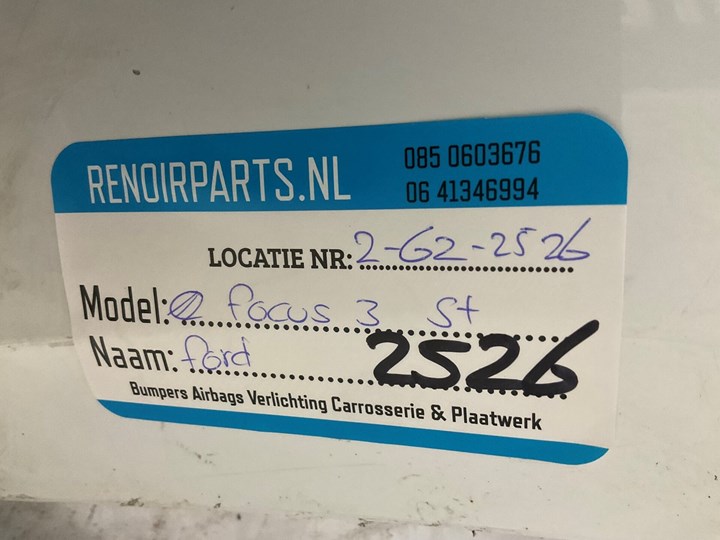 RENOIRPARTS.NL
085 0603676
06 41346994
LOCATIE NR: 2-G2-2526
Model: focus 3 St
Naam: ford 2526
Bumpers Airbags Verlichting Carrosserie & Plaatwerk